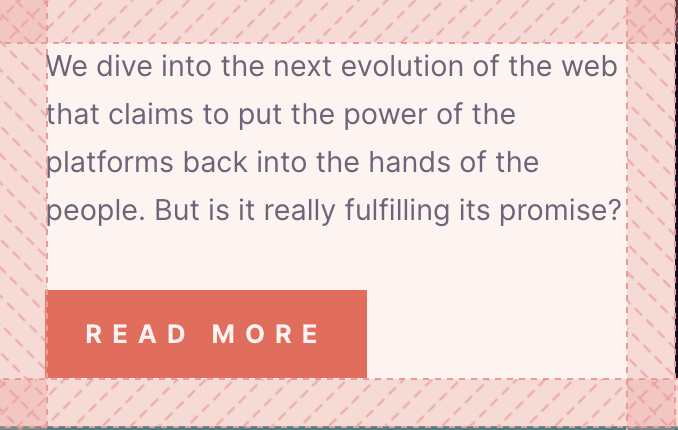 We dive into the next evolution of the web
that claims to put the power of the
platforms back into the hands of the
people. But is it really fulfilling its promise?
READ MORE